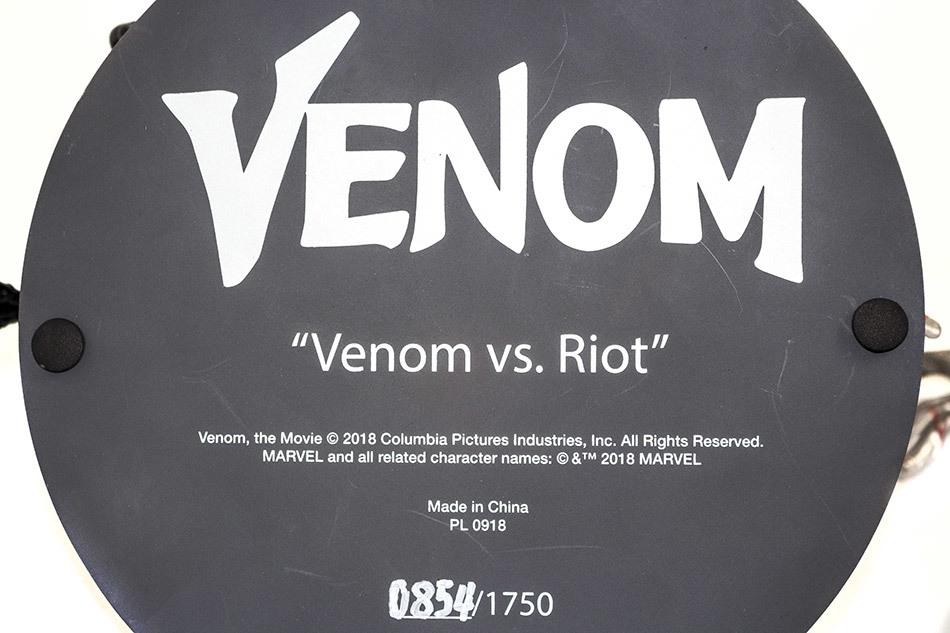 VENOM
“Venom vs. Riot”
Venom, the Movie © 2018 Columbia Pictures Industries, Inc. All Rights Reserved.
MARVEL and all related character names: © &™ 2018 MARVEL
Made in China
PL 0918
0854/1750